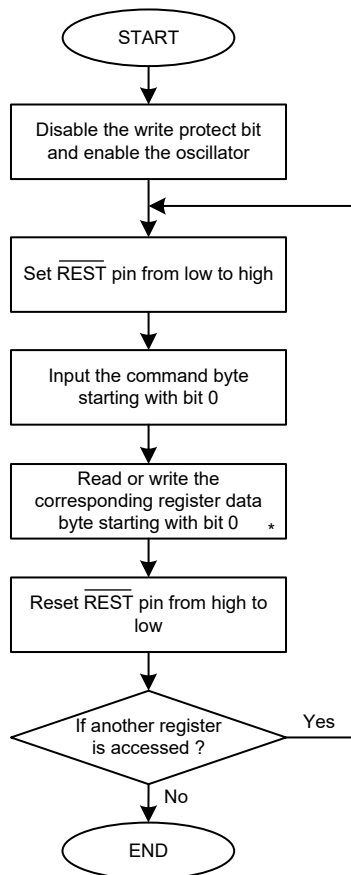 START
Disable the write protect bit
and enable the oscillator
Set REST pin from low to high
Input the command byte
starting with bit 0
Read or write the
corresponding register data
byte starting with bit 0 *
Reset REST pin from high to
low
If another register
is accessed ?
Yes
No
END